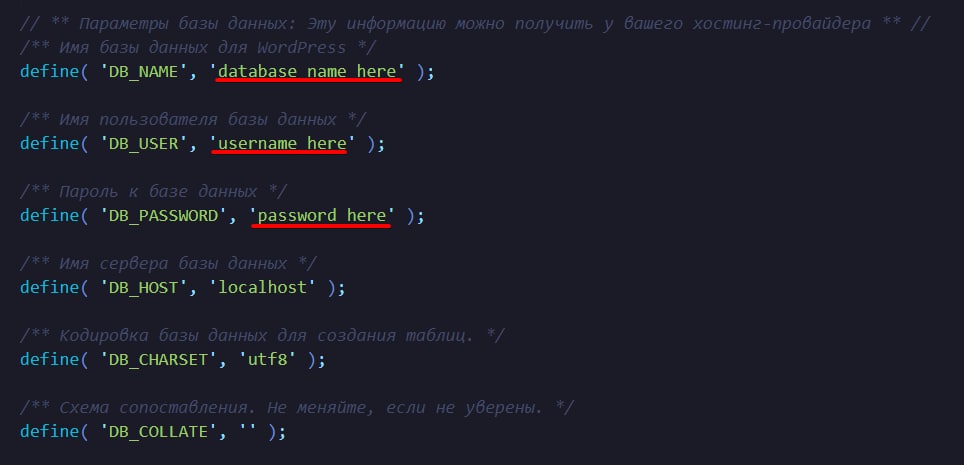 // ** Параметры базы данных: Эту информацию можно получить у вашего хостинг-провайдера ** //
/** Имя базы данных для WordPress */
define( 'DB_NAME', 'database_name_here' );
/** Имя пользователя базы данных */
define( 'DB_USER', 'username_here' );
/** Пароль к базе данных */
define( 'DB_PASSWORD', 'password_here' );
/** Имя сервера базы данных */
define( 'DB_HOST', 'localhost' );
/** Кодировка базы данных для создания таблиц. */
define( 'DB_CHARSET', 'utf8' );
/** Схема сопоставления. Не меняйте, если не уверены. */
define( 'DB_COLLATE', '' );